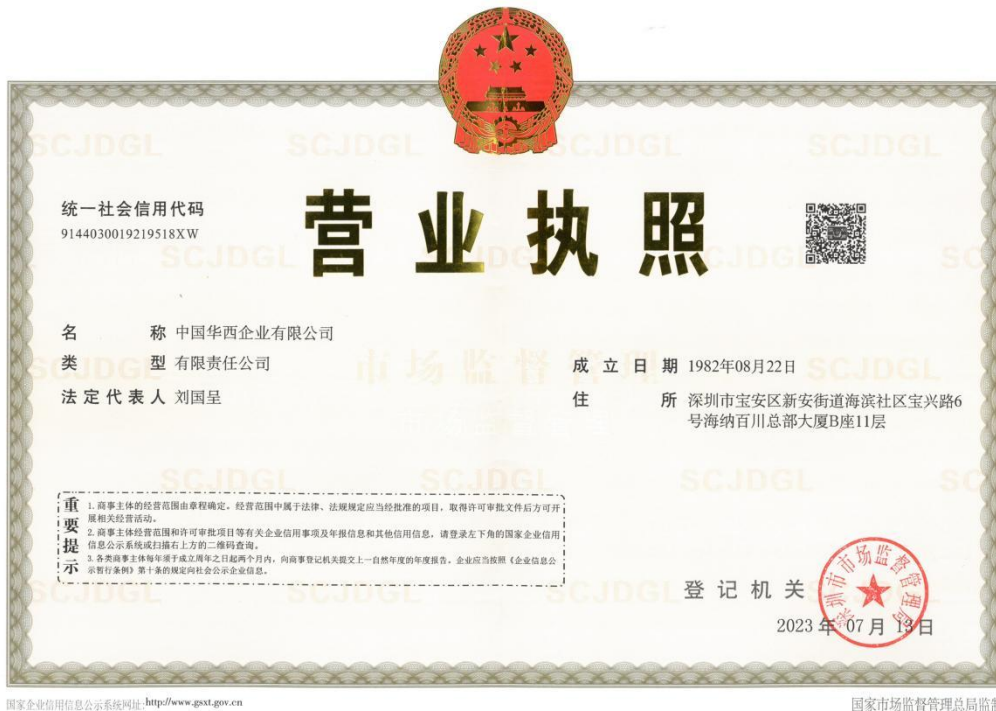 统一社会信用代码
9144030019219518XW
营业执照
名称 中国华西企业有限公司
类型 有限责任公司
法定代表人 刘国呈
成立日期 1982年08月22日
住所 深圳市宝安区新安街道海滨社区宝兴路6
号海纳百川总部大厦B座11层
重要提示
1. 商事主体的经营范围由章程确定。经营范围中属于法律、法规规定应当经批准的项目,取得许可审批文件后方可开
展相关经营活动。
2. 商事主体经营范围和许可审批项目等有关企业信用事项及年报信息和其他信用信息,请登录左下角的国家企业信用
信息公示系统或扫描右上方的二维码查询。
3. 各类商事主体每年须于成立周年之日起两个月内,向商事登记机关提交上一自然年度的年度报告。企业应当按照《企业信息公
示暂行条例》第十条的规定向社会公示企业信息。
登记机关
深圳市市场监督管理局
2023年07月13日
国家企业信用信息公示系统网址:http://www.gsxt.gov.cn
国家市场监督管理总局监制
SCJDGL
市场监督管理